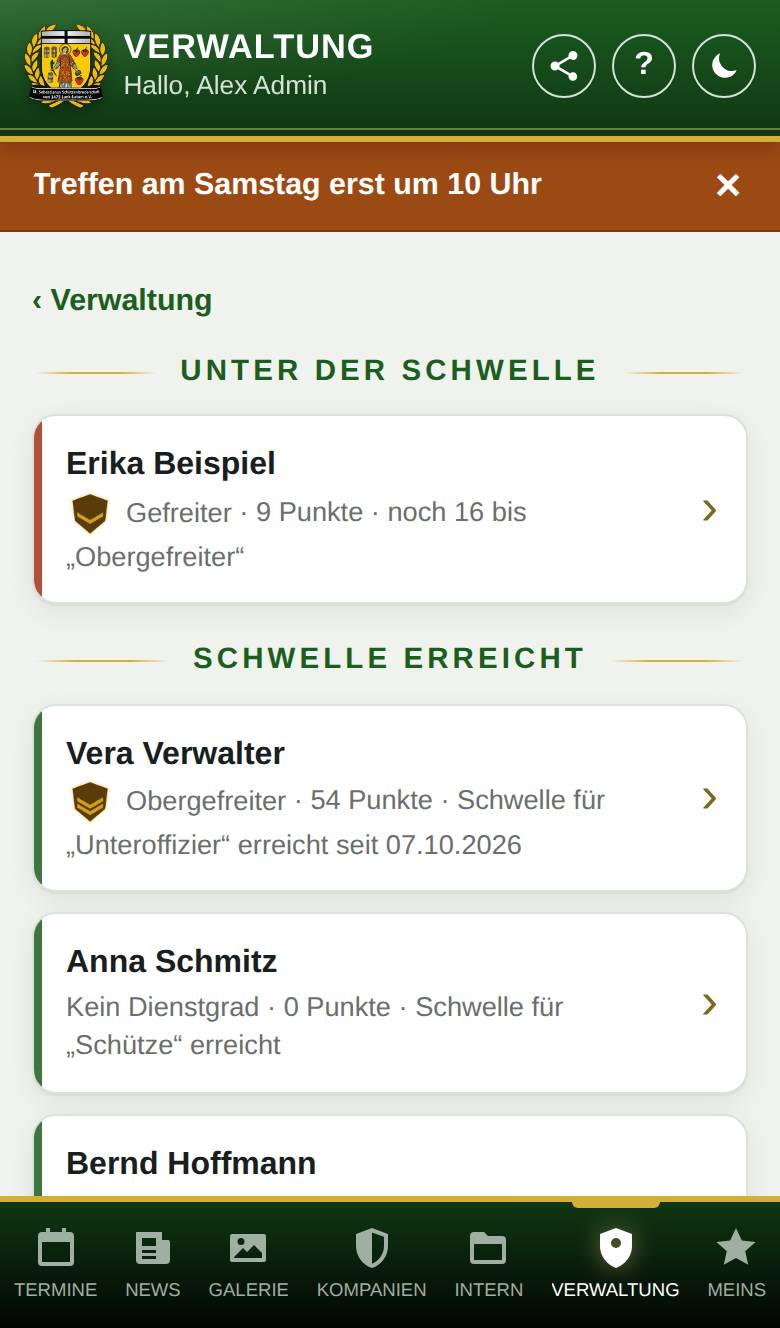 VERWALTUNG
Hallo, Alex Admin
?
Treffen am Samstag erst um 10 Uhr
×
‹ Verwaltung
UNTER DER SCHWELLE
Erika Beispiel
Gefreiter · 9 Punkte · noch 16 bis
„Obergefreiter“
SCHWELLE ERREICHT
Vera Verwalter
Obergefreiter · 54 Punkte · Schwelle für
„Unteroffizier“ erreicht seit 07.10.2026
Anna Schmitz
Kein Dienstgrad · 0 Punkte · Schwelle für
„Schütze“ erreicht
Bernd Hoffmann
TERMINE NEWS GALERIE KOMPANIEN INTERN VERWALTUNG MEINS